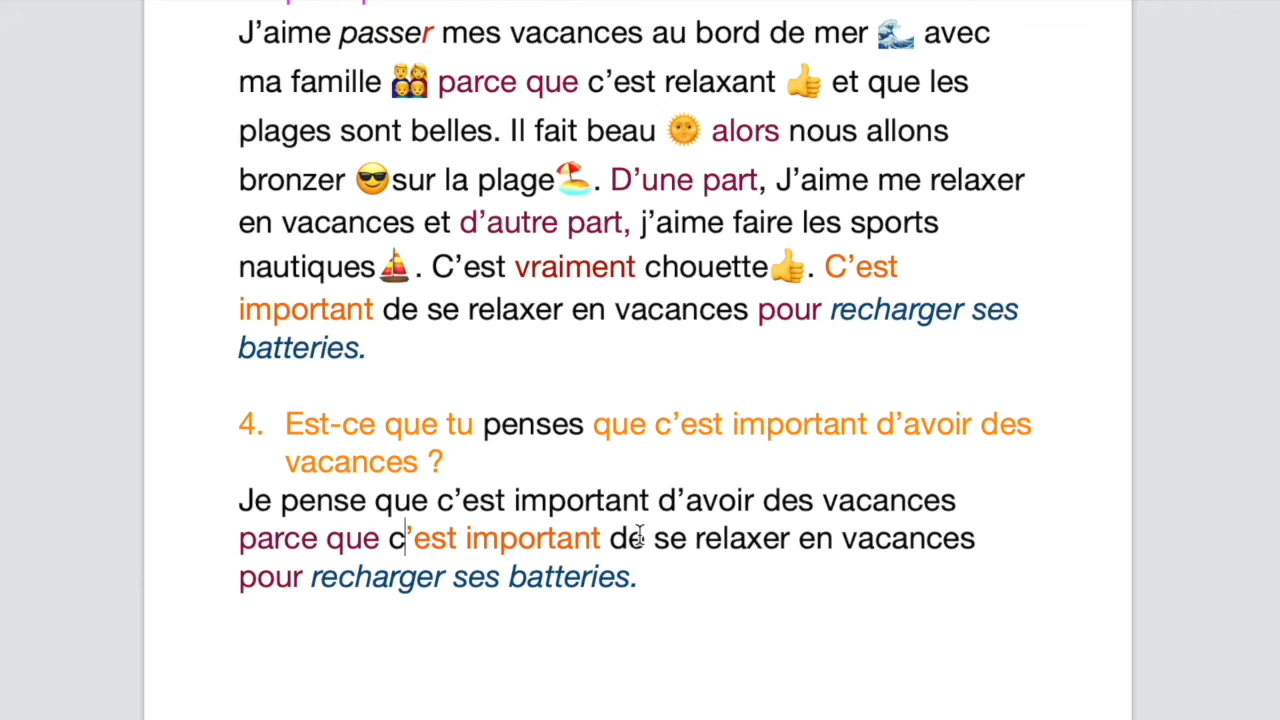 J’aime passer mes vacances au bord de mer 🌊 avec
ma famille 👨‍👩‍👧‍👦 parce que c’est relaxant 👍 et que les
plages sont belles. Il fait beau 🌞 alors nous allons
bronzer 😎sur la plage🏖. D’une part, J’aime me relaxer
en vacances et d’autre part, j’aime faire les sports
nautiques⛵. C’est vraiment chouette👍. C’est
important de se relaxer en vacances pour recharger ses
batteries.
4. Est-ce que tu penses que c’est important d’avoir des
vacances ?
Je pense que c’est important d’avoir des vacances
parce que c’est important de se relaxer en vacances
pour recharger ses batteries.